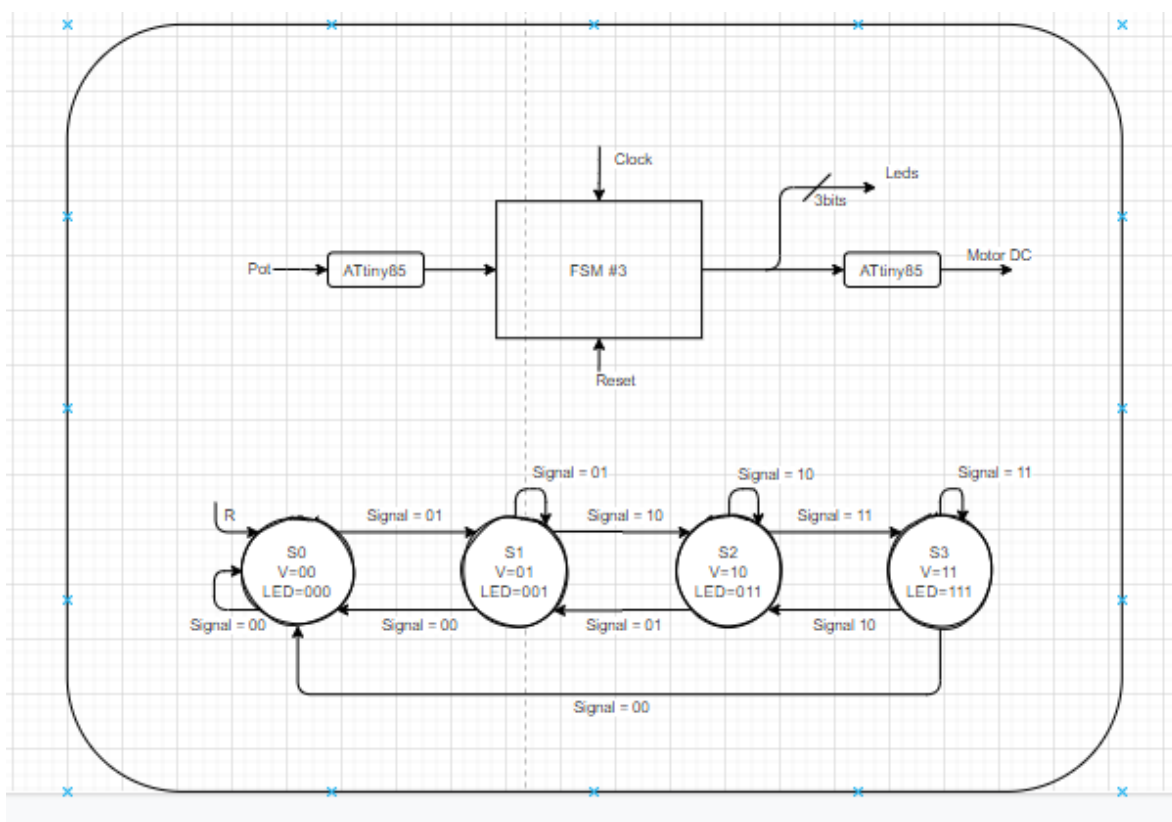 Clock
Leds
3bits
Pot
ATtiny85
FSM #3
ATtiny85
Motor DC
Reset
Signal = 01
Signal = 10
Signal = 11
R
Signal = 01
Signal = 10
Signal = 11
S0
V=00
LED=000
S1
V=01
LED=001
S2
V=10
LED=011
S3
V=11
LED=111
Signal = 00
Signal = 00
Signal = 01
Signal 10
Signal = 00